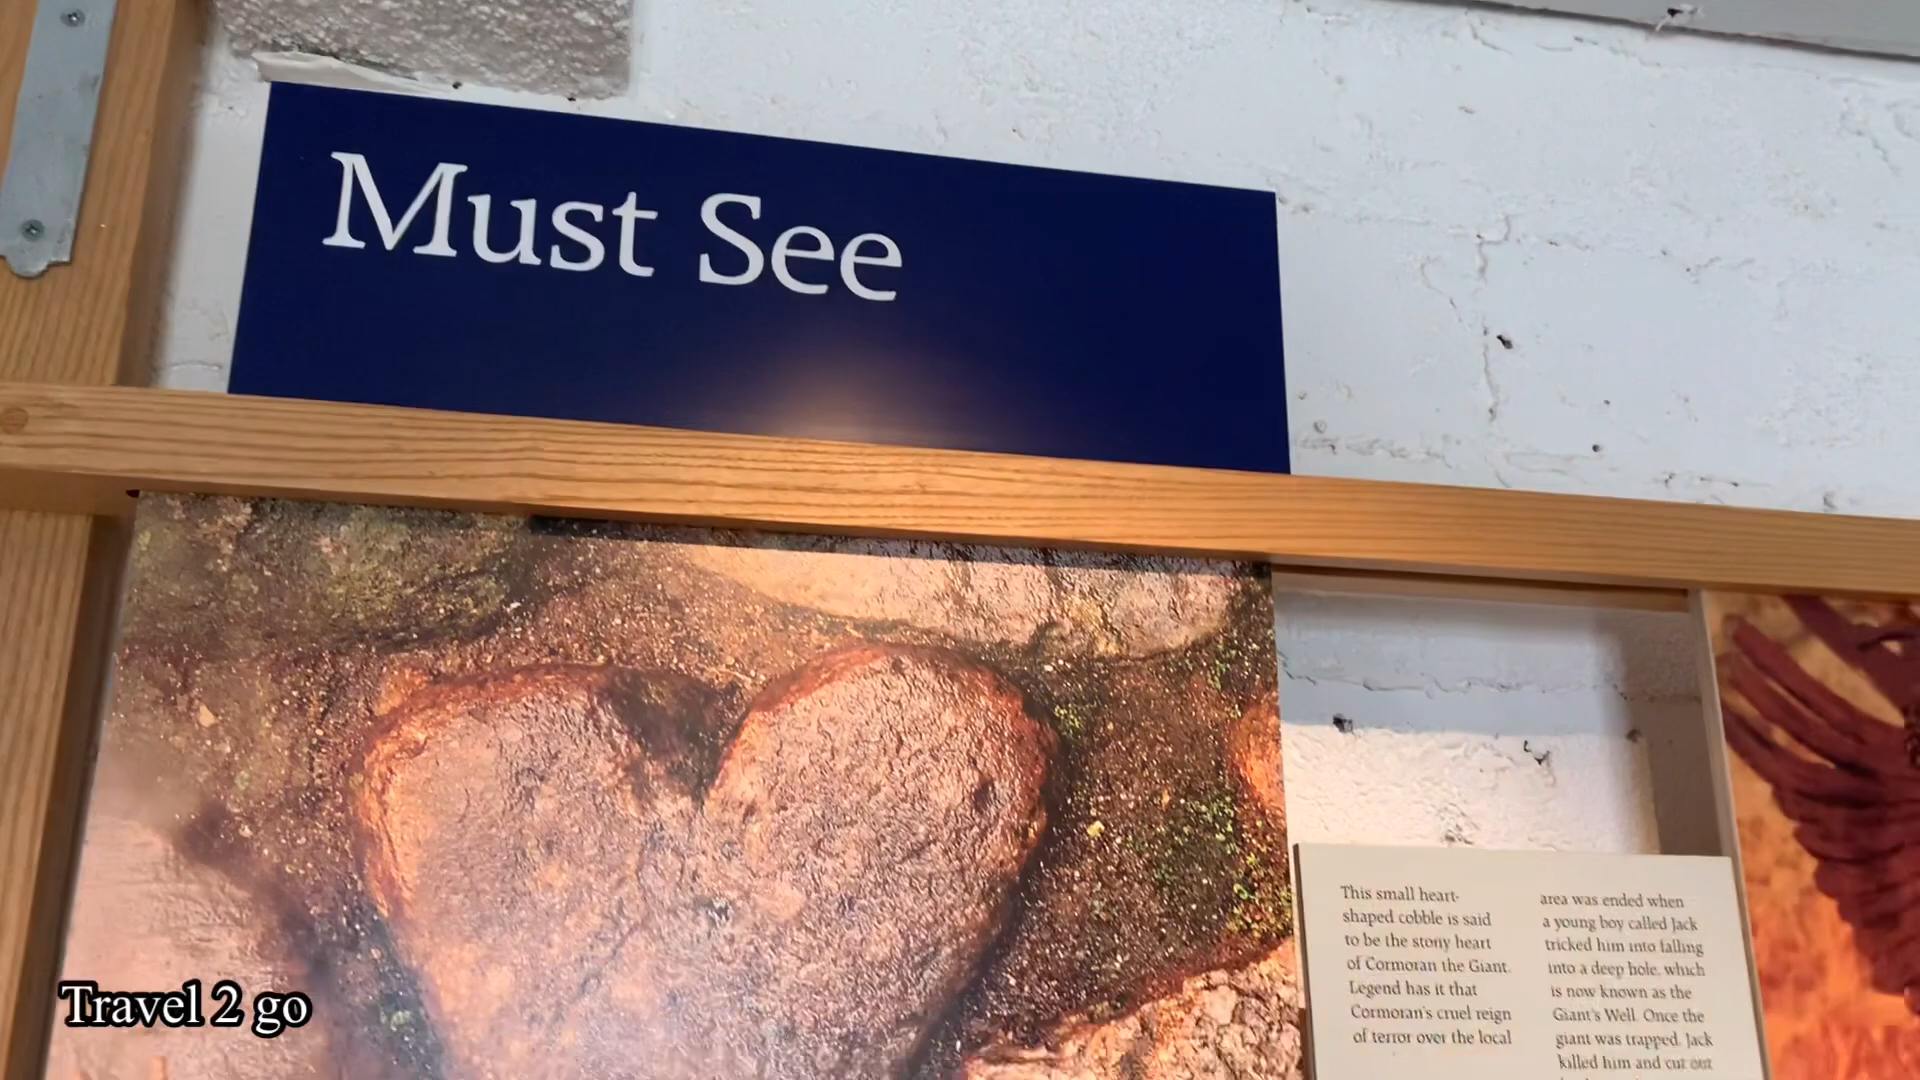 Must See
This small heart-
shaped cobble is said
to be the stony heart
of Cormoran the Giant.
Legend has it that
Cormoran's cruel reign
of terror over the local
area was ended when
a young boy called Jack
tricked him into falling
into a deep hole, which
is now known as the
Giant's Well. Once the
giant was trapped, Jack
killed him and cut out
Travel 2 go